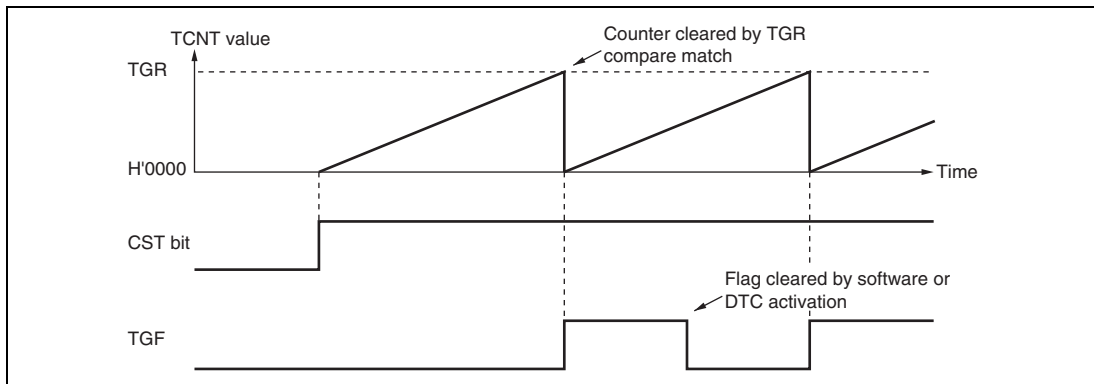 TCNT value
Counter cleared by TGR
compare match
TGR
H'0000
Time
CST bit
Flag cleared by software or
DTC activation
TGF